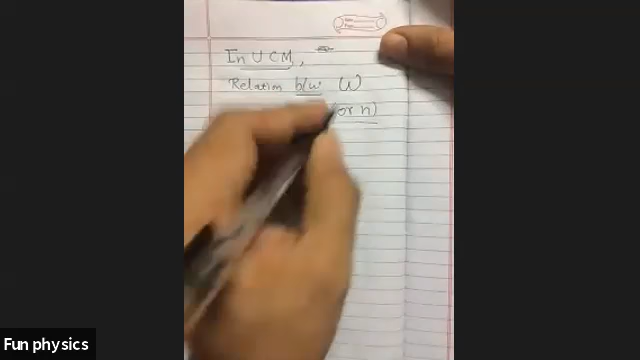 In UCM,
Relation b/w ω
(or n)
Fun physics